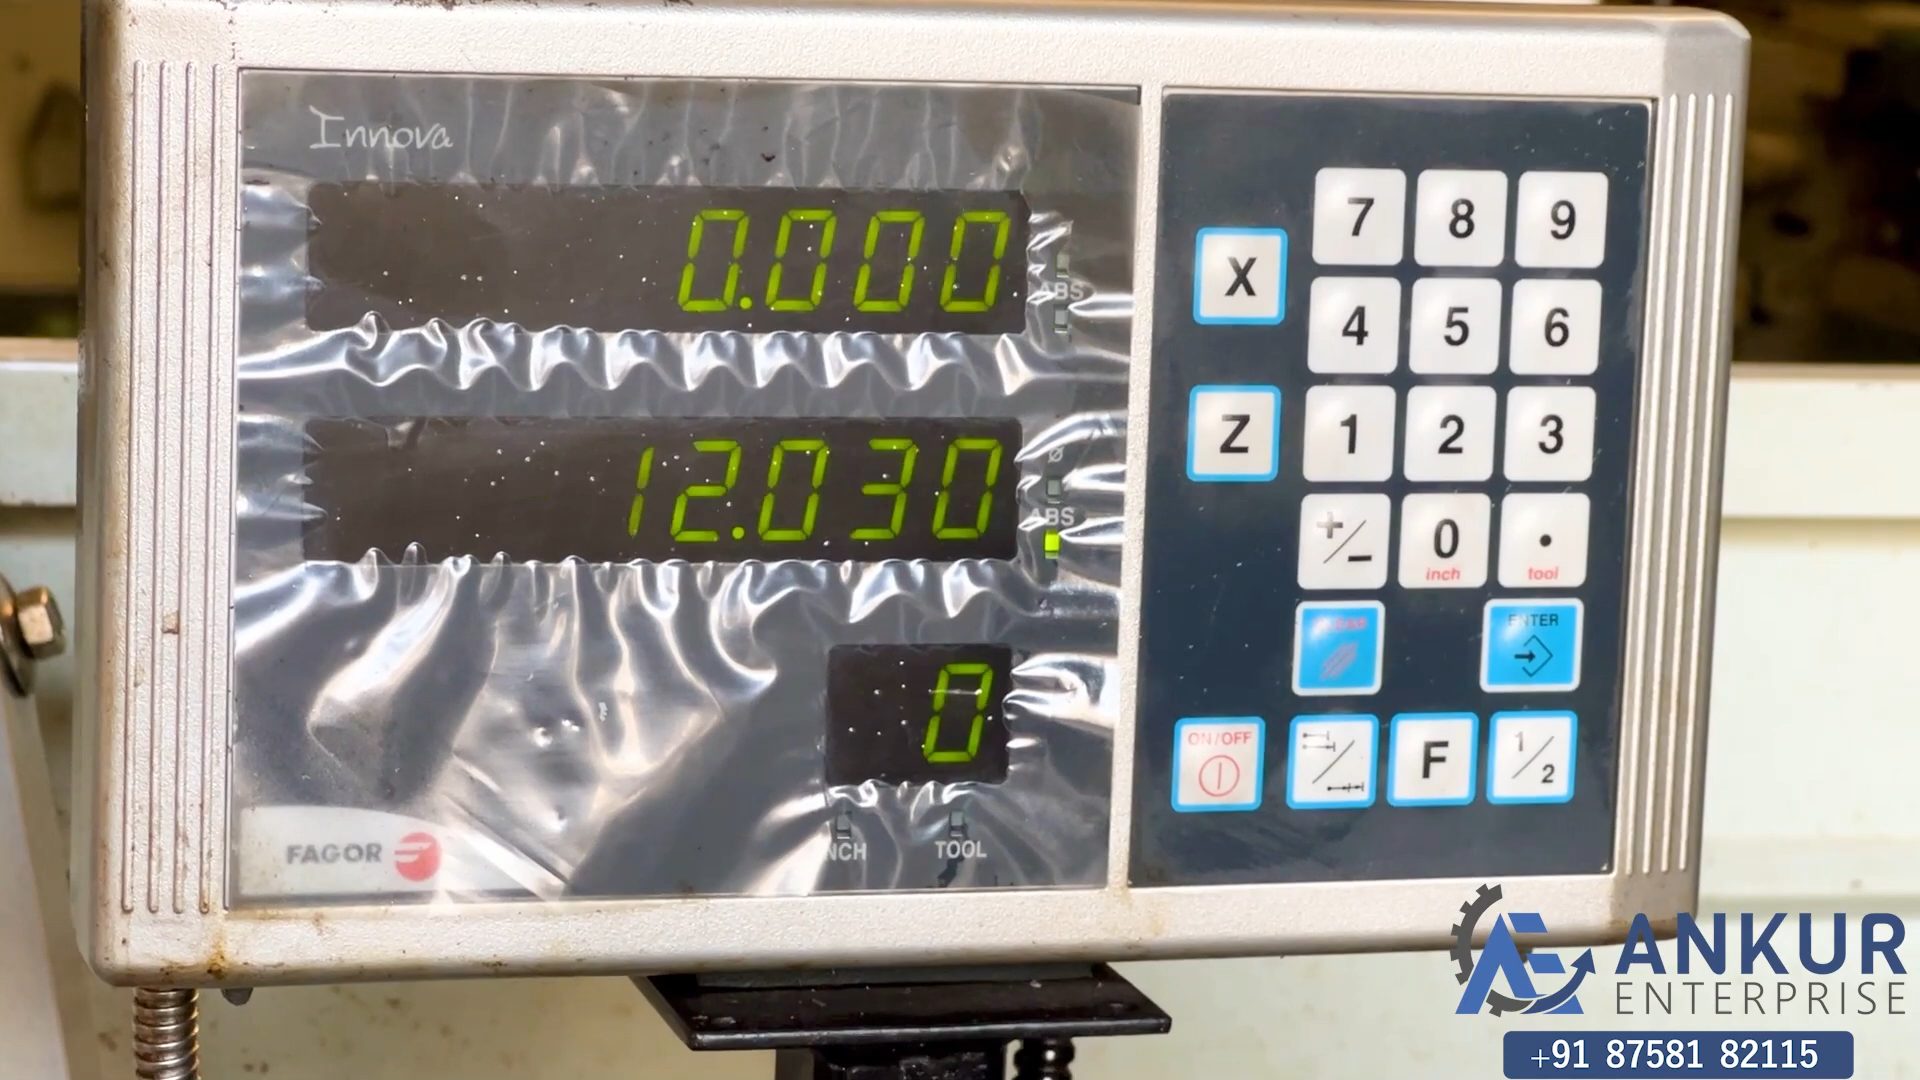 Innova
0.000
ABS
12.030
Ø
ABS
0
NCH TOOL
FAGOR
X
Z
7 8 9
4 5 6
1 2 3
+/- 0 .
inch tool
ENTER
ON/OFF
F 1/2
ANKUR
ENTERPRISE
+91 87581 82115